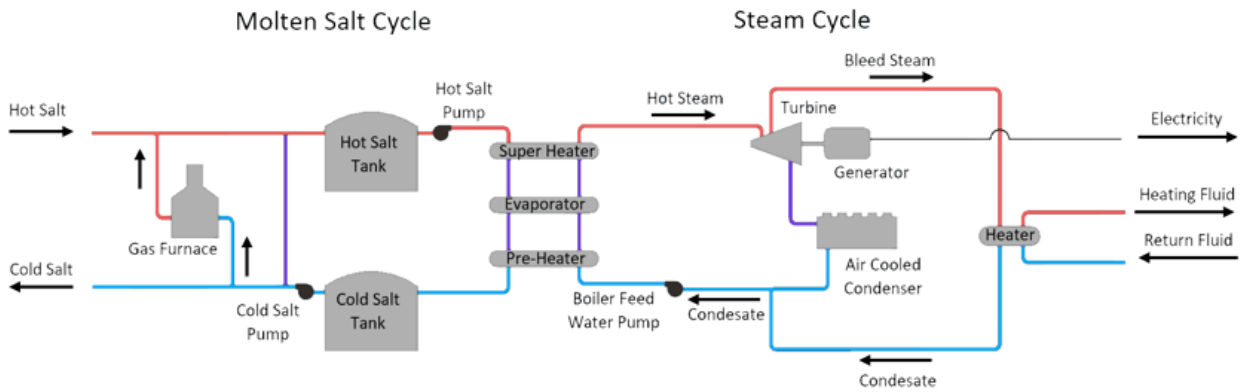 Molten Salt Cycle
Steam Cycle
Hot Salt
Hot Salt
Pump
Hot Salt
Tank
Gas Furnace
Cold Salt
Cold Salt
Pump
Cold Salt
Tank
Super Heater
Evaporator
Pre-Heater
Hot Steam
Bleed Steam
Turbine
Generator
Electricity
Heating Fluid
Heater
Return Fluid
Air Cooled
Condenser
Boiler Feed
Water Pump
Condesate
Condesate